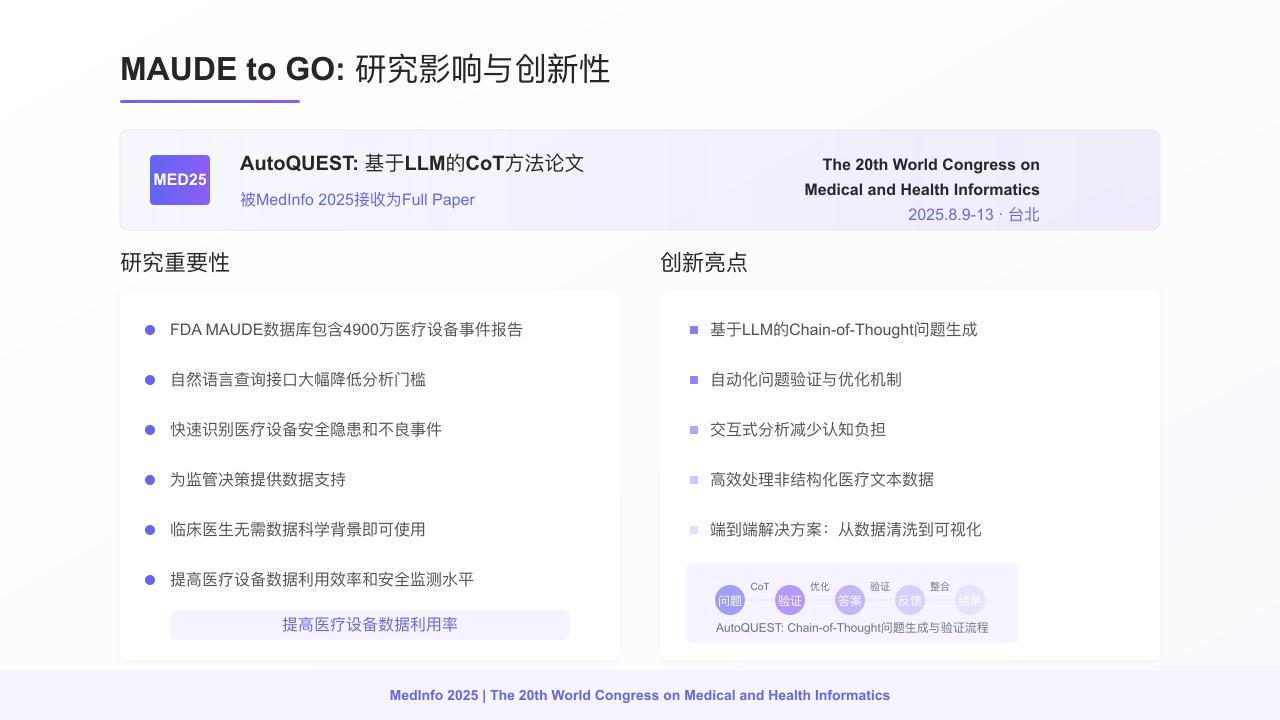 MAUDE to GO: 研究影响与创新性
MED25
AutoQUEST: 基于LLM的CoT方法论文
被MedInfo 2025接收为Full Paper
The 20th World Congress on
Medical and Health Informatics
2025.8.9-13 · 台北
研究重要性
FDA MAUDE数据库包含4900万医疗设备事件报告
自然语言查询接口大幅降低分析门槛
快速识别医疗设备安全隐患和不良事件
为监管决策提供数据支持
临床医生无需数据科学背景即可使用
提高医疗设备数据利用效率和安全监测水平
提高医疗设备数据利用率
创新亮点
基于LLM的Chain-of-Thought问题生成
自动化问题验证与优化机制
交互式分析减少认知负担
高效处理非结构化医疗文本数据
端到端解决方案：从数据清洗到可视化
CoT 优化 验证 整合
问题 验证 答案 反馈 结果
AutoQUEST: Chain-of-Thought问题生成与验证流程
MedInfo 2025 | The 20th World Congress on Medical and Health Informatics